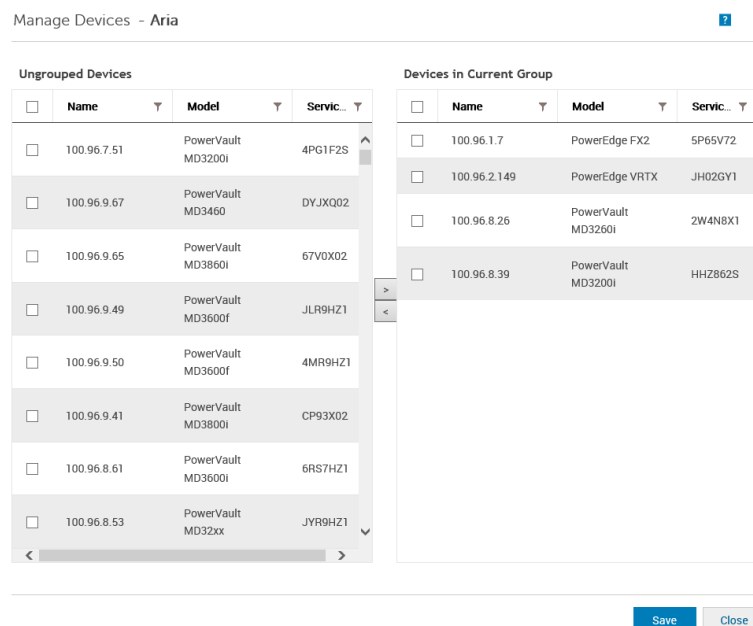 Manage Devices - Aria
?
Ungrouped Devices
Name Model Servic...
100.96.7.51 PowerVault MD3200i 4PG1F2S
100.96.9.67 PowerVault MD3460 DYJXQ02
100.96.9.65 PowerVault MD3860i 67V0X02
100.96.9.49 PowerVault MD3600f JLR9HZ1
100.96.9.50 PowerVault MD3600f 4MR9HZ1
100.96.9.41 PowerVault MD3800i CP93X02
100.96.8.61 PowerVault MD3600i 6RS7HZ1
100.96.8.53 PowerVault MD32xx JYR9HZ1
>
<
Devices in Current Group
Name Model Servic...
100.96.1.7 PowerEdge FX2 5P65V72
100.96.2.149 PowerEdge VRTX JH02GY1
100.96.8.26 PowerVault MD3260i 2W4N8X1
100.96.8.39 PowerVault MD3200i HHZ862S
Save Close